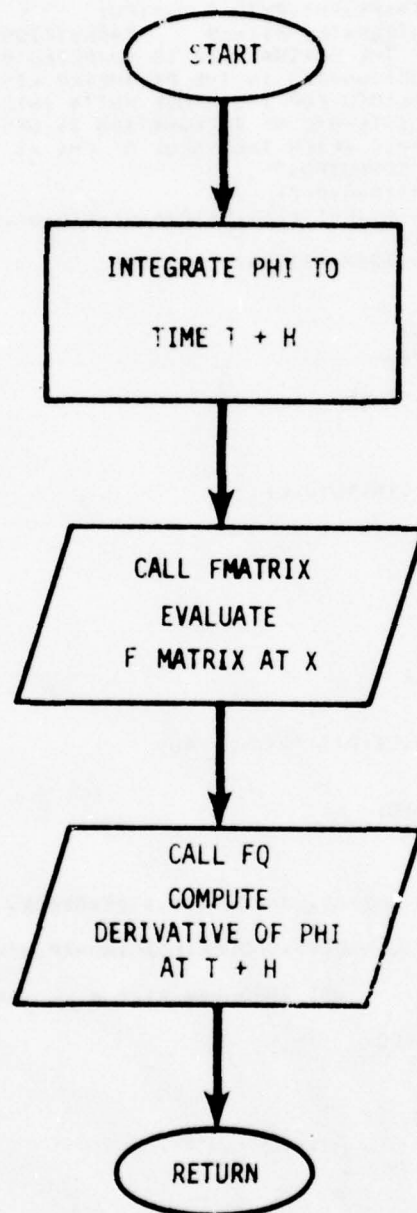 START
INTEGRATE PHI TO
TIME T + H
CALL FMATRIX
EVALUATE
F MATRIX AT X
CALL FQ
COMPUTE
DERIVATIVE OF PHI
AT T + H
RETURN